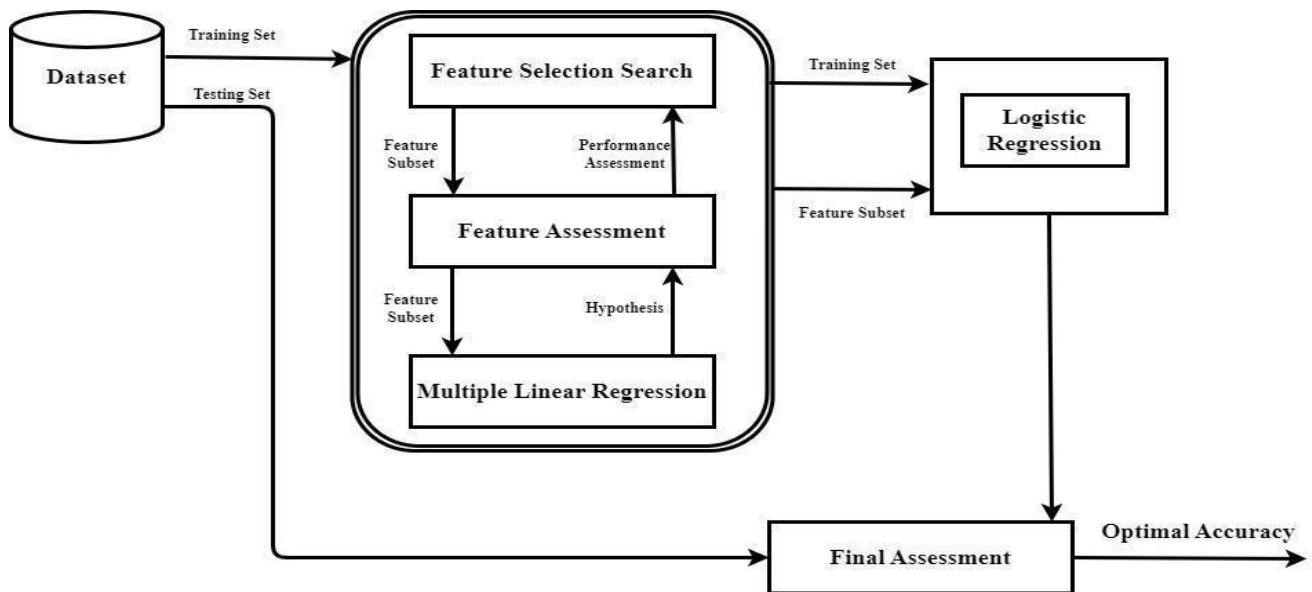 Dataset
Training Set
Testing Set
Feature Selection Search
Feature
Subset
Performance
Assessment
Feature Assessment
Feature
Subset
Hypothesis
Multiple Linear Regression
Training Set
Feature Subset
Logistic
Regression
Final Assessment
Optimal Accuracy